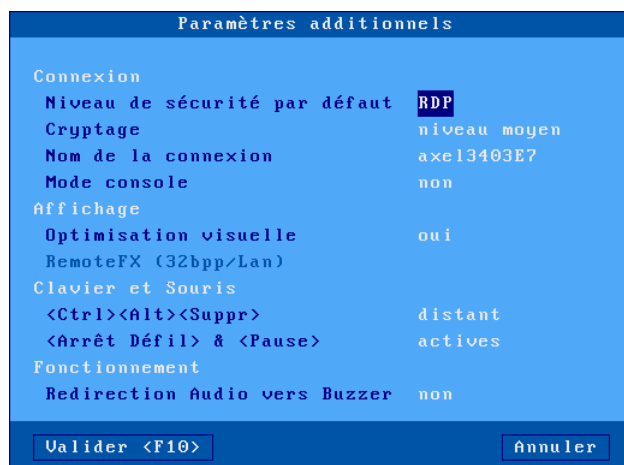 Paramètres additionnels
Connexion
Niveau de sécurité par défaut RDP
Cryptage niveau moyen
Nom de la connexion axel3403E7
Mode console non
Affichage
Optimisation visuelle oui
RemoteFX (32bpp/Lan)
Clavier et Souris
<Ctrl><Alt><Suppr> distant
<Arrêt Défil> & <Pause> actives
Fonctionnement
Redirection Audio vers Buzzer non
Valider <F10> Annuler